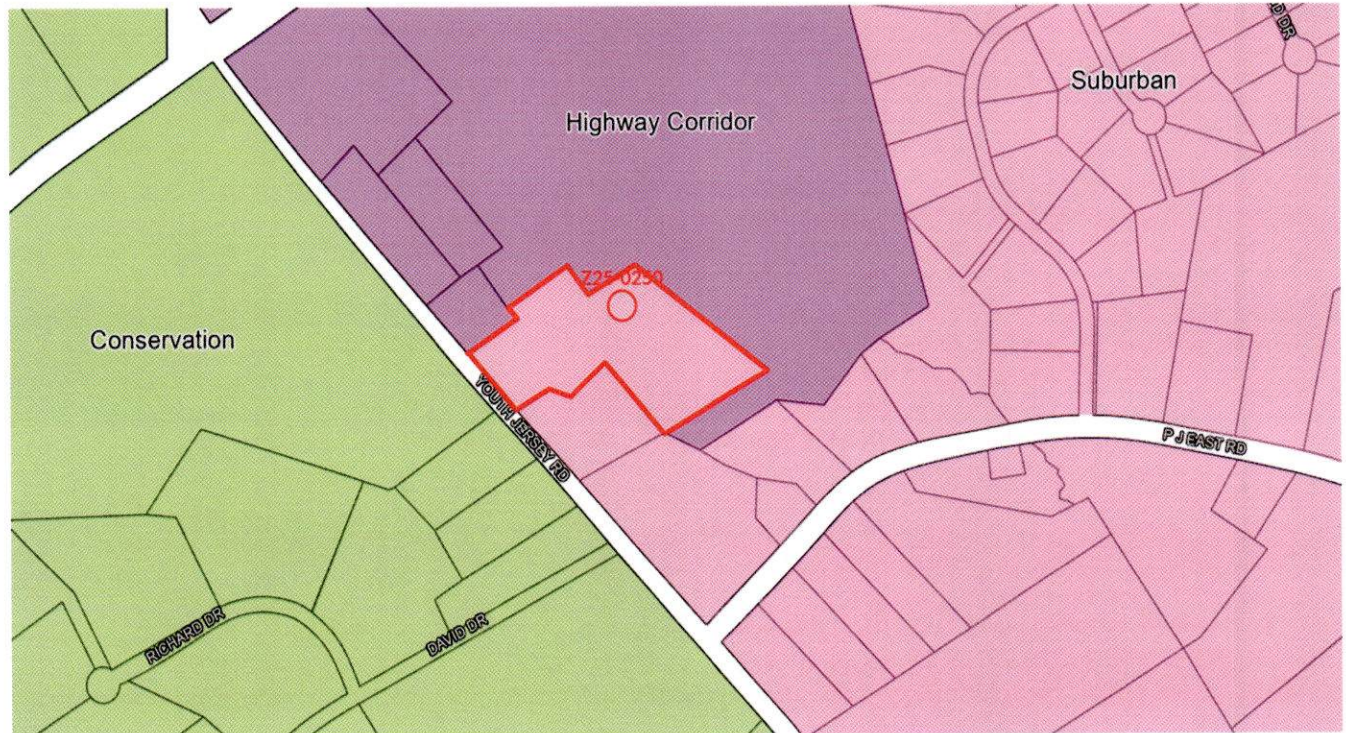 Suburban
Highway Corridor
Z25-0250
Conservation
YOUTH JERSEY RD
P J EAST RD
RICHARD DR
DAVID DR